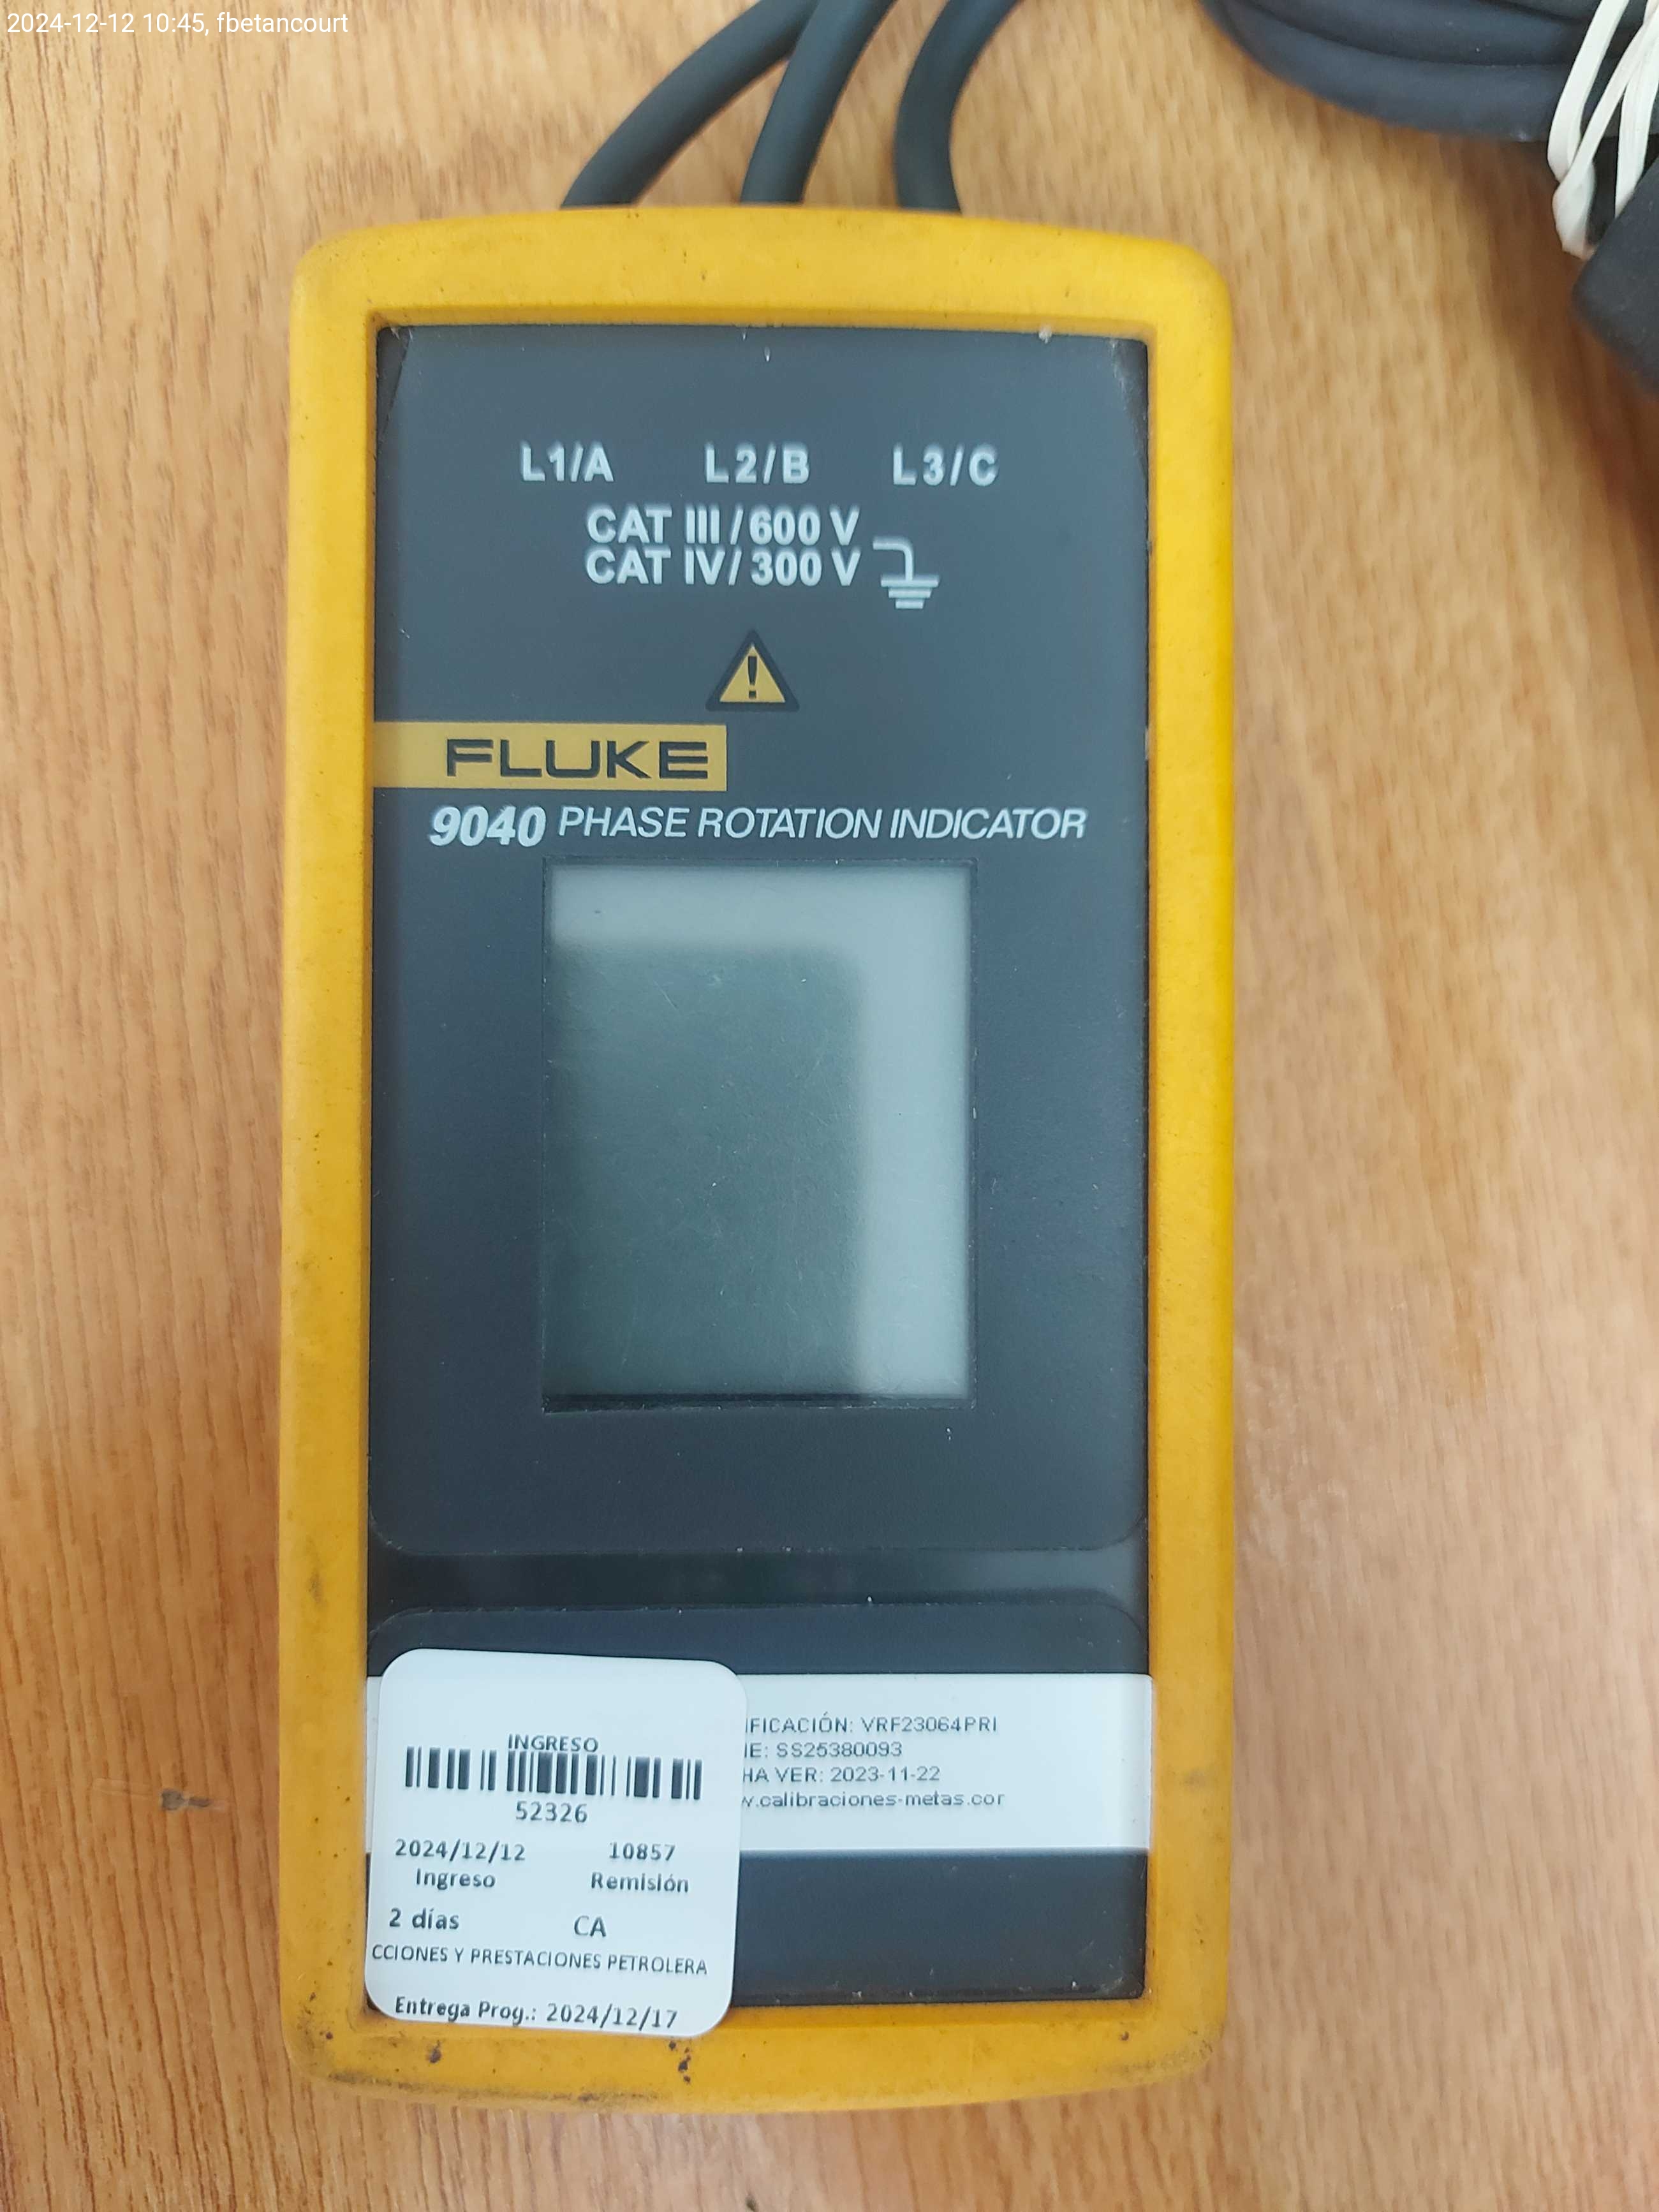 2024-12-12 10:45, fbetancourt
L1/A L2/B L3/C
CAT III/600 V
CAT IV/300 V
FLUKE
9040 PHASE ROTATION INDICATOR
IFICACIÓN: VRF23064PRI
IE: SS25380093
HA VER: 2023-11-22
w.calibraciones-metas.cor
INGRESO
52326
2024/12/12 10857
Ingreso Remisión
2 días CA
CCIONES Y PRESTACIONES PETROLERA
Entrega Prog.: 2024/12/17